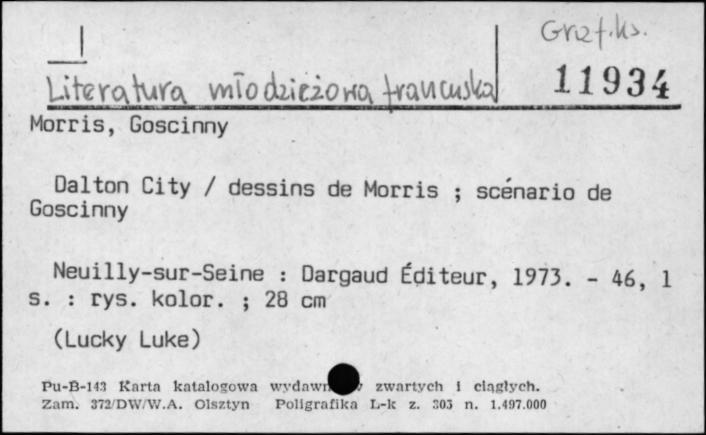 Graf.ks.
Literatura młodzieżowa francuska
11934
Morris, Goscinny
Dalton City / dessins de Morris ; scénario de
Goscinny
Neuilly-sur-Seine : Dargaud Éditeur, 1973. - 46, 1
s. : rys. kolor. ; 28 cm
(Lucky Luke)
Pu-B-143 Karta katalogowa zwartych i ciągłych.
Zam. 372/DW/W.A. Olsztyn Poligrafika L-k z. 303 n. 1.497.000